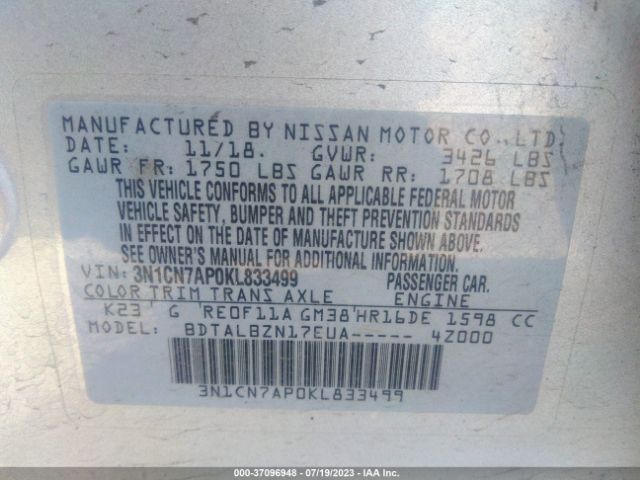 MANUFACTURED BY NISSAN MOTOR CO.,LTD.
DATE: 11/18. GVWR: 3426 LBS
GAWR FR: 1750 LBS GAWR RR: 1708 LBS
THIS VEHICLE CONFORMS TO ALL APPLICABLE FEDERAL MOTOR
VEHICLE SAFETY, BUMPER AND THEFT PREVENTION STANDARDS
IN EFFECT ON THE DATE OF MANUFACTURE SHOWN ABOVE.
SEE OWNER'S MANUAL FOR ADDITIONAL INFORMATION.
VIN: 3N1CN7AP0KL833499 PASSENGER CAR.
COLOR TRIM TRANS AXLE ENGINE
K23 G RE0F11A GM38 HR16DE 1598 CC
MODEL: BDTALBZN17EUA----- 4Z000
3N1CN7AP0KL833499
000-37096948 - 07/19/2023 - IAA Inc.